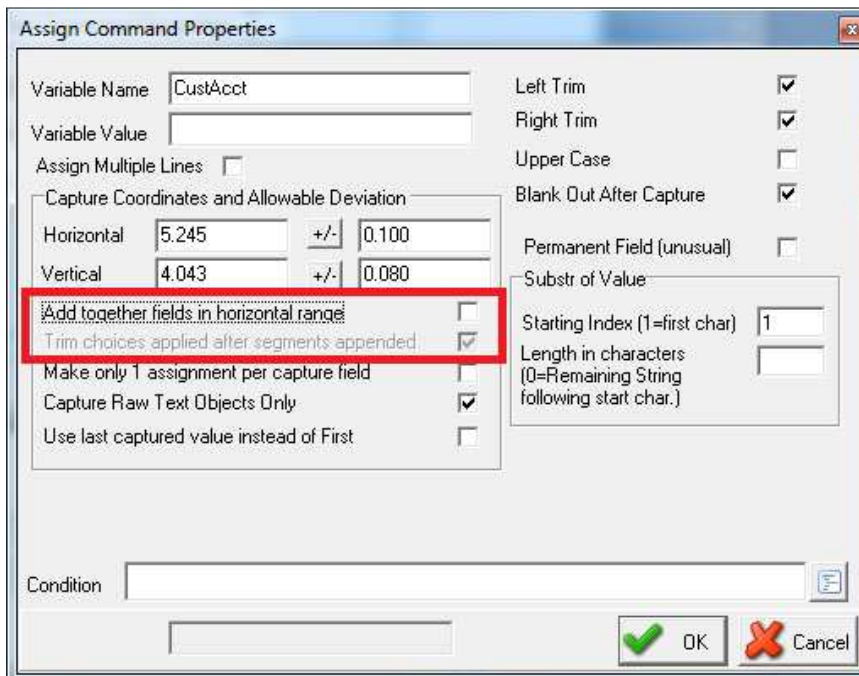 Assign Command Properties
Variable Name CustAcct
Variable Value
Assign Multiple Lines
Capture Coordinates and Allowable Deviation
Horizontal 5.245 +/- 0.100
Vertical 4.043 +/- 0.080
Add together fields in horizontal range
Trim choices applied after segments appended
Make only 1 assignment per capture field
Capture Raw Text Objects Only
Use last captured value instead of First
Left Trim
Right Trim
Upper Case
Blank Out After Capture
Permanent Field (unusual)
Substr of Value
Starting Index (1=first char) 1
Length in characters
(0=Remaining String
following start char.)
Condition
OK Cancel